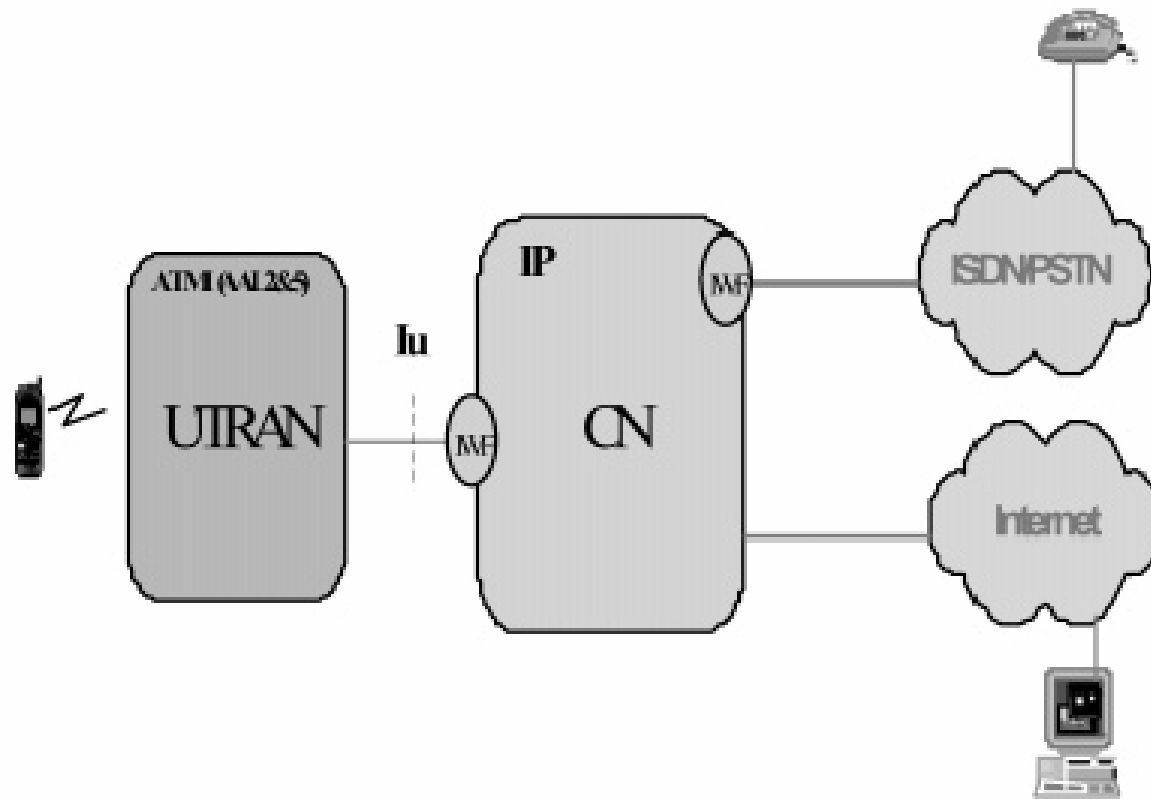 ATM (AAL2&5)
UTRAN
Iu
IWF
IP
CN
IWF
ISDN/PSTN
Internet